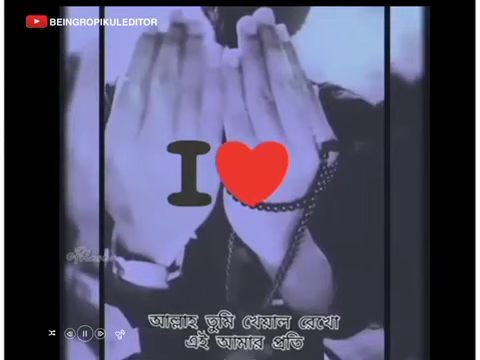 BEINGROPIKULEDITOR
I
আল্লাহ তুমি খেয়াল রেখো
এই আমার প্রতি